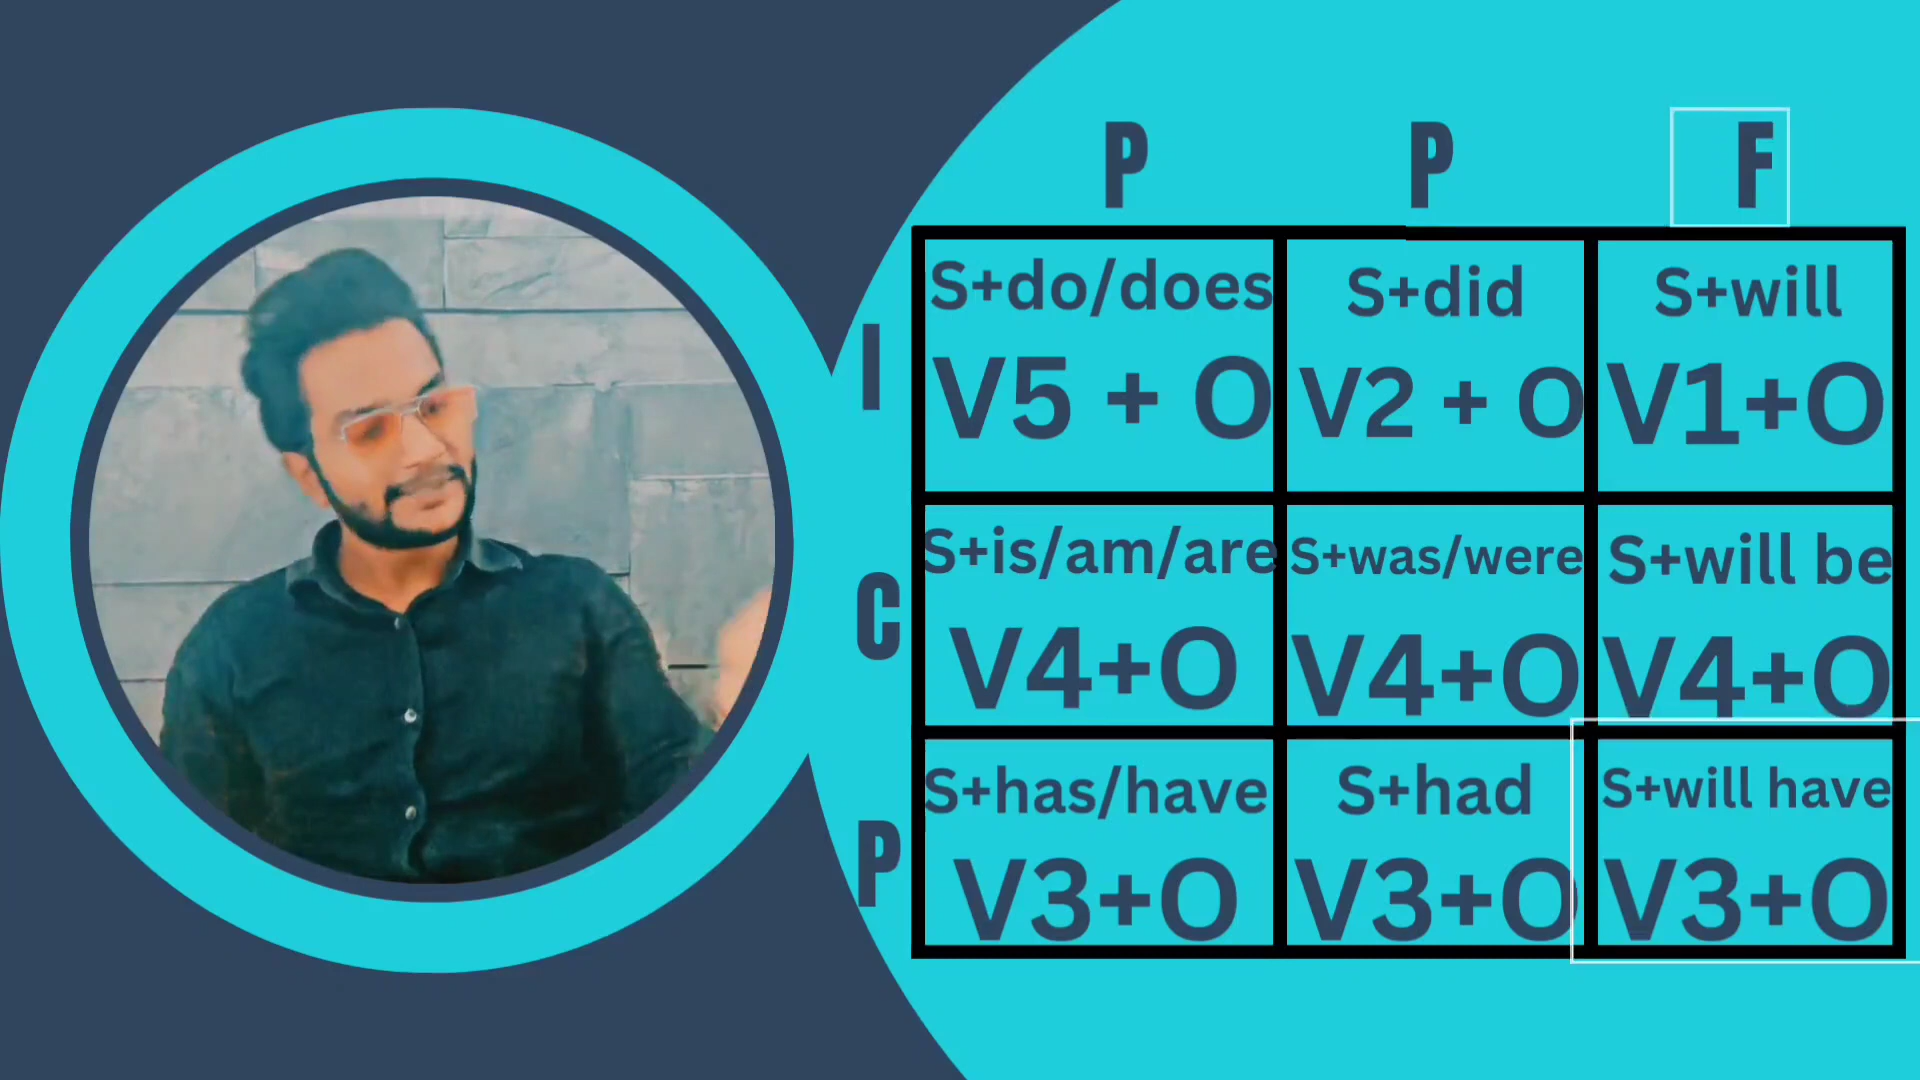 P P F
I
S+do/does S+did S+will
V5 + O V2 + O V1+O
C
S+is/am/are S+was/were S+will be
V4+O V4+O V4+O
P
S+has/have S+had S+will have
V3+O V3+O V3+O